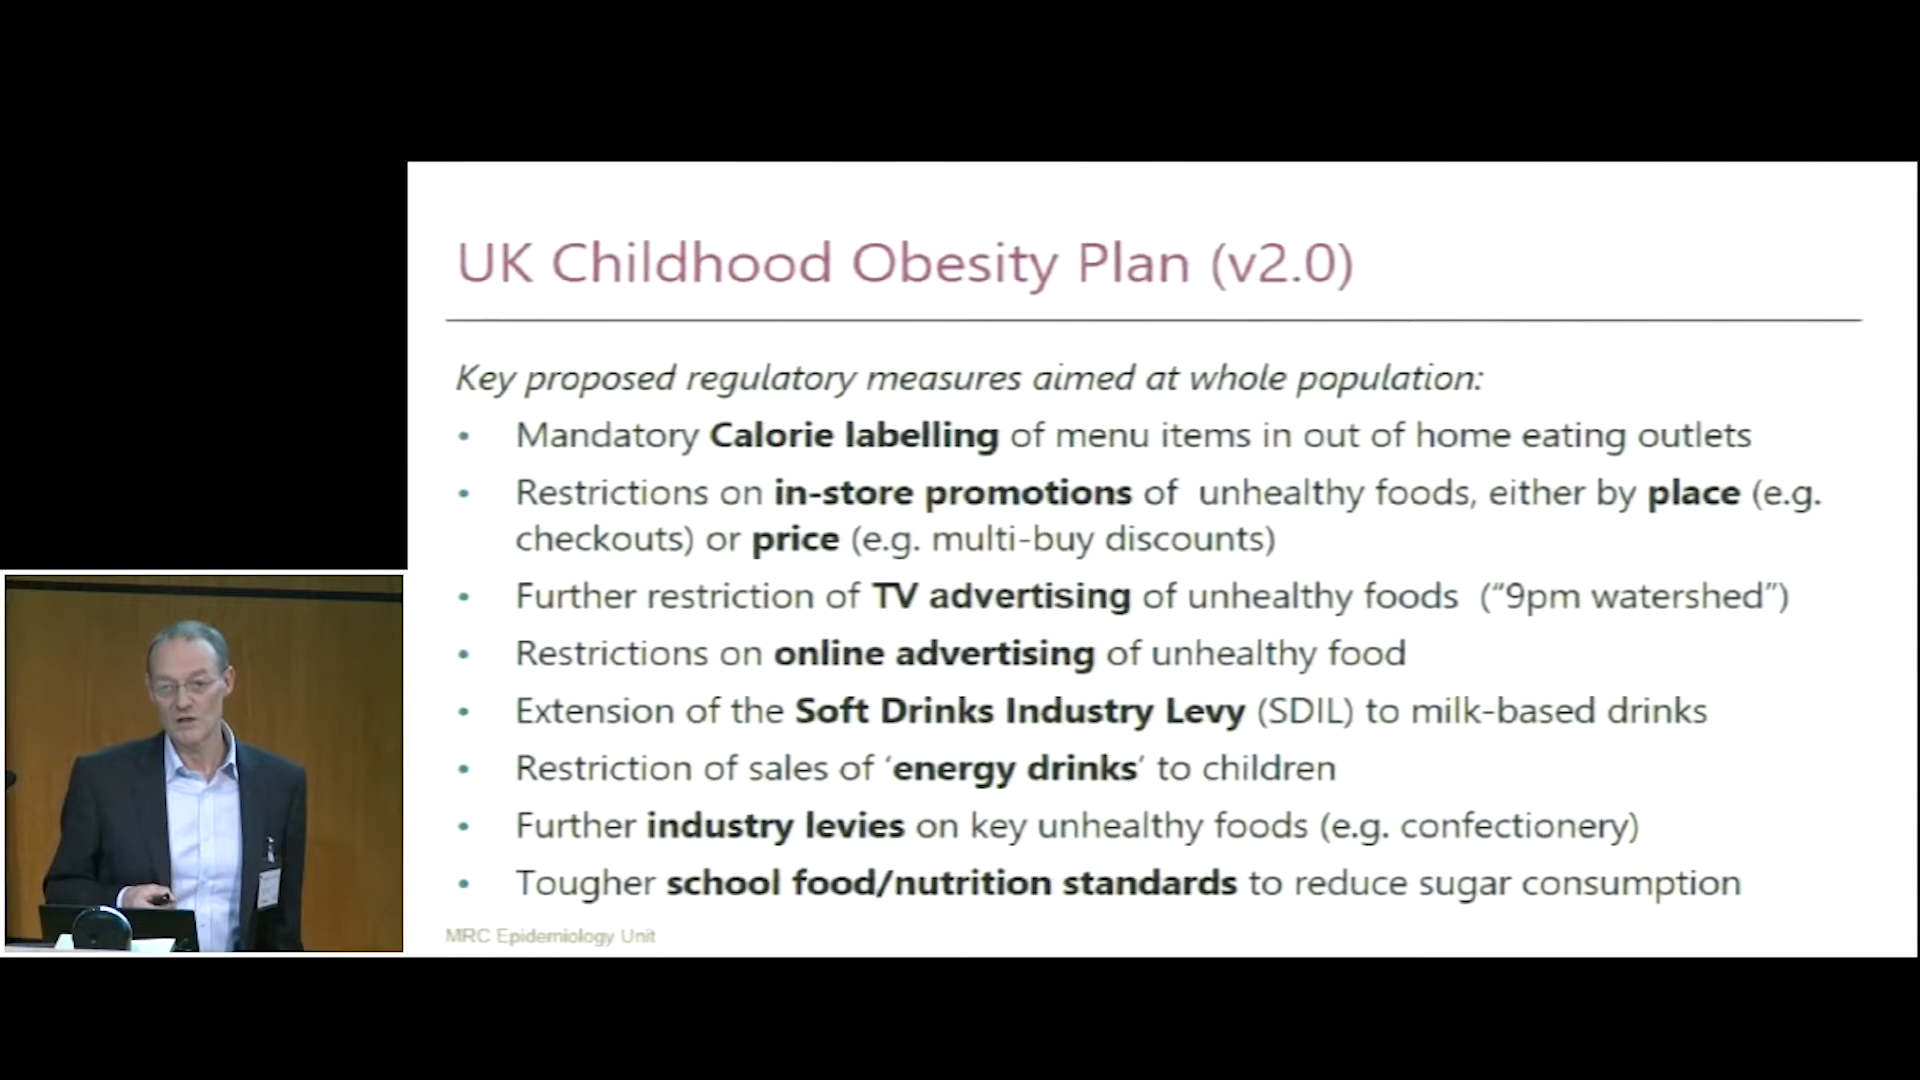 UK Childhood Obesity Plan (v2.0)
Key proposed regulatory measures aimed at whole population:
• Mandatory Calorie labelling of menu items in out of home eating outlets
• Restrictions on in-store promotions of unhealthy foods, either by place (e.g.
checkouts) or price (e.g. multi-buy discounts)
• Further restriction of TV advertising of unhealthy foods (“9pm watershed”)
• Restrictions on online advertising of unhealthy food
• Extension of the Soft Drinks Industry Levy (SDIL) to milk-based drinks
• Restriction of sales of ‘energy drinks’ to children
• Further industry levies on key unhealthy foods (e.g. confectionery)
• Tougher school food/nutrition standards to reduce sugar consumption
MRC Epidemiology Unit